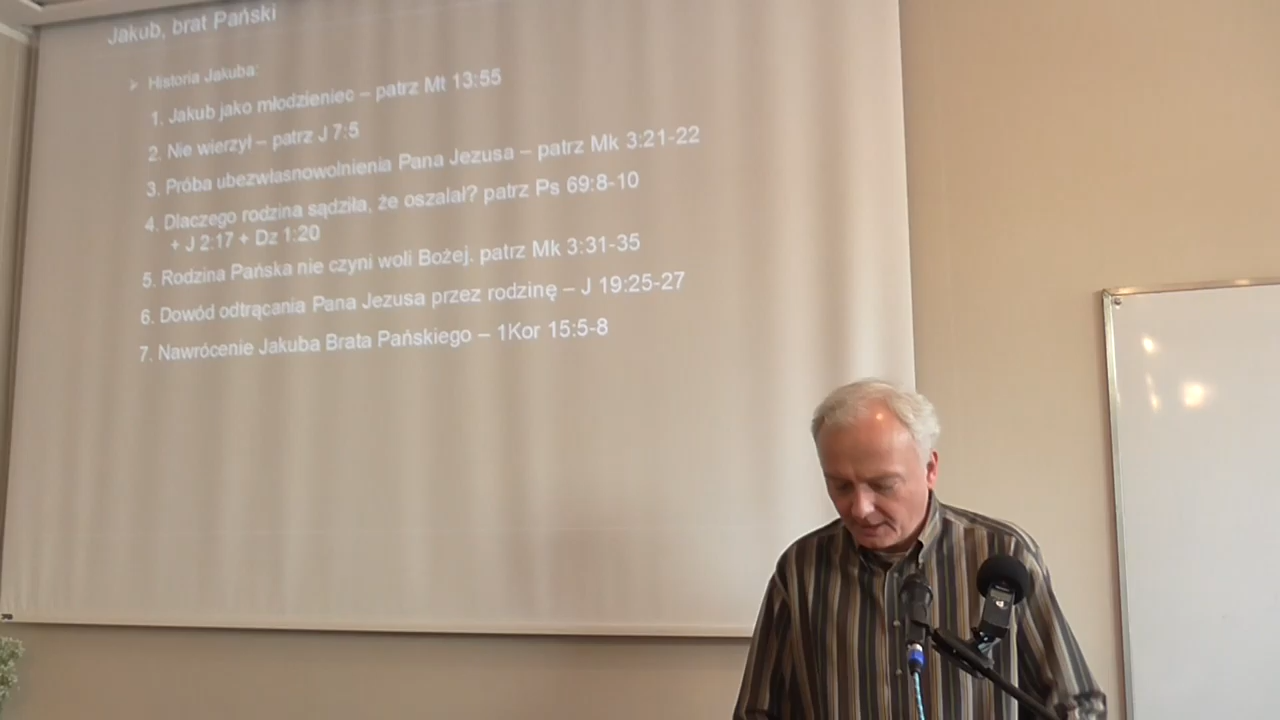 Jakub, brat Pański
➢ Historia Jakuba:
1. Jakub jako młodzieniec – patrz Mt 13:55
2. Nie wierzył – patrz J 7:5
3. Próba ubezwłasnowolnienia Pana Jezusa – patrz Mk 3:21-22
4. Dlaczego rodzina sądziła, że oszalał? patrz Ps 69:8-10
+ J 2:17 + Dz 1:20
5. Rodzina Pańska nie czyni woli Bożej. patrz Mk 3:31-35
6. Dowód odtrącania Pana Jezusa przez rodzinę – J 19:25-27
7. Nawrócenie Jakuba Brata Pańskiego – 1Kor 15:5-8